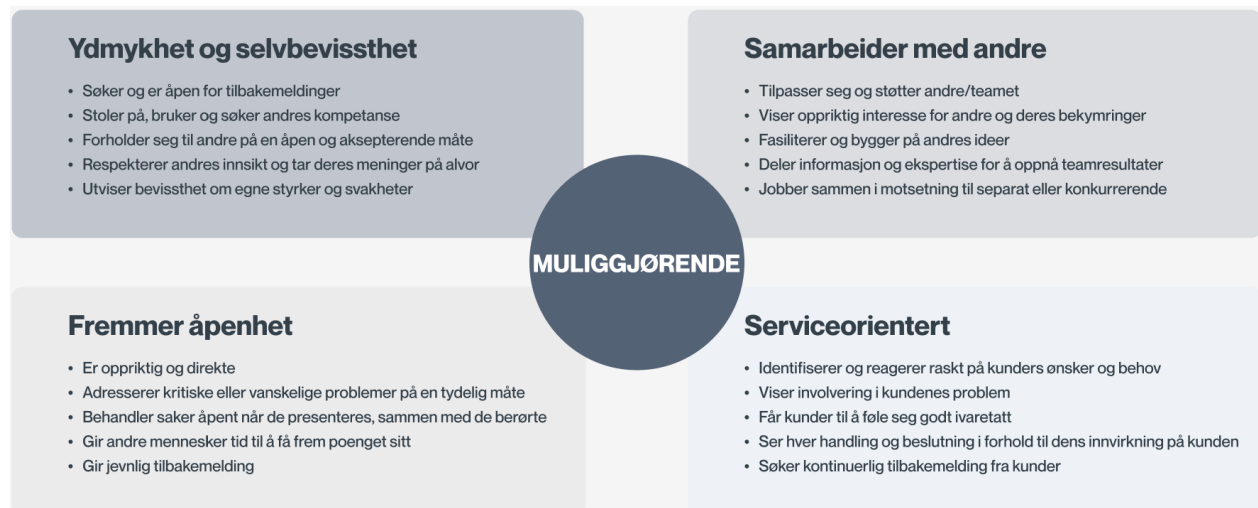 Ydmykhet og selvbevissthet
• Søker og er åpen for tilbakemeldinger
• Stoler på, bruker og søker andres kompetanse
• Forholder seg til andre på en åpen og aksepterende måte
• Respekterer andres innsikt og tar deres meninger på alvor
• Utviser bevissthet om egne styrker og svakheter
Samarbeider med andre
• Tilpasser seg og støtter andre/teamet
• Viser oppriktig interesse for andre og deres bekymringer
• Fasiliterer og bygger på andres ideer
• Deler informasjon og ekspertise for å oppnå teamresultater
• Jobber sammen i motsetning til separat eller konkurrerende
MULIGGJØRENDE
Fremmer åpenhet
• Er oppriktig og direkte
• Adresserer kritiske eller vanskelige problemer på en tydelig måte
• Behandler saker åpent når de presenteres, sammen med de berørte
• Gir andre mennesker tid til å få frem poenget sitt
• Gir jevnlig tilbakemelding
Serviceorientert
• Identifiserer og reagerer raskt på kunders ønsker og behov
• Viser involvering i kundenes problem
• Får kunder til å føle seg godt ivaretatt
• Ser hver handling og beslutning i forhold til dens innvirkning på kunden
• Søker kontinuerlig tilbakemelding fra kunder